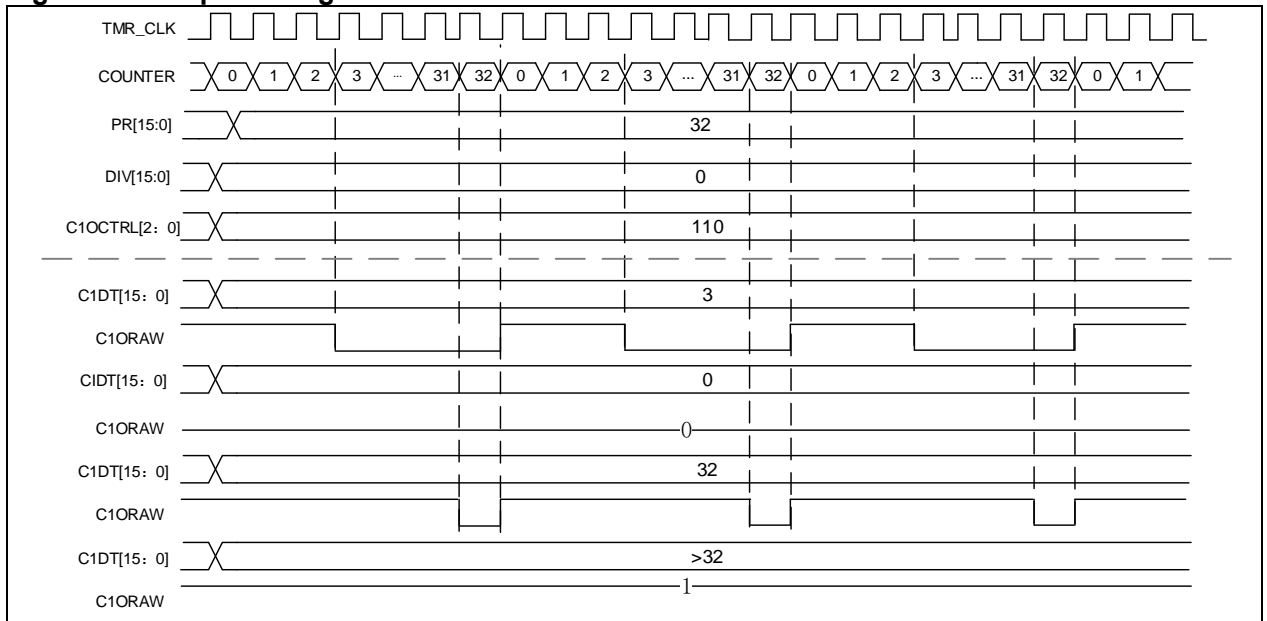 TMR_CLK
COUNTER 0 1 2 3 ... 31 32 0 1 2 3 ... 31 32 0 1 2 3 ... 31 32 0 1
PR[15:0] 32
DIV[15:0] 0
C1OCTRL[2：0] 110
C1DT[15：0] 3
C1ORAW
CIDT[15：0] 0
C1ORAW 0
C1DT[15：0] 32
C1ORAW
C1DT[15：0] >32
C1ORAW 1